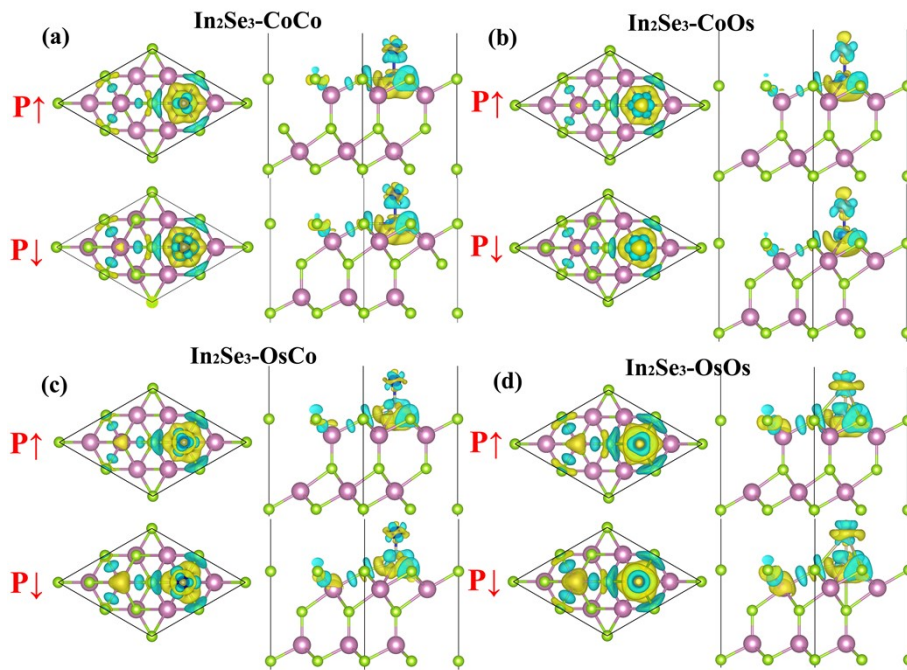 In₂Se₃-CoCo
(a)
P↑
P↓
In₂Se₃-CoOs
(b)
P↑
P↓
In₂Se₃-OsCo
(c)
P↑
P↓
In₂Se₃-OsOs
(d)
P↑
P↓